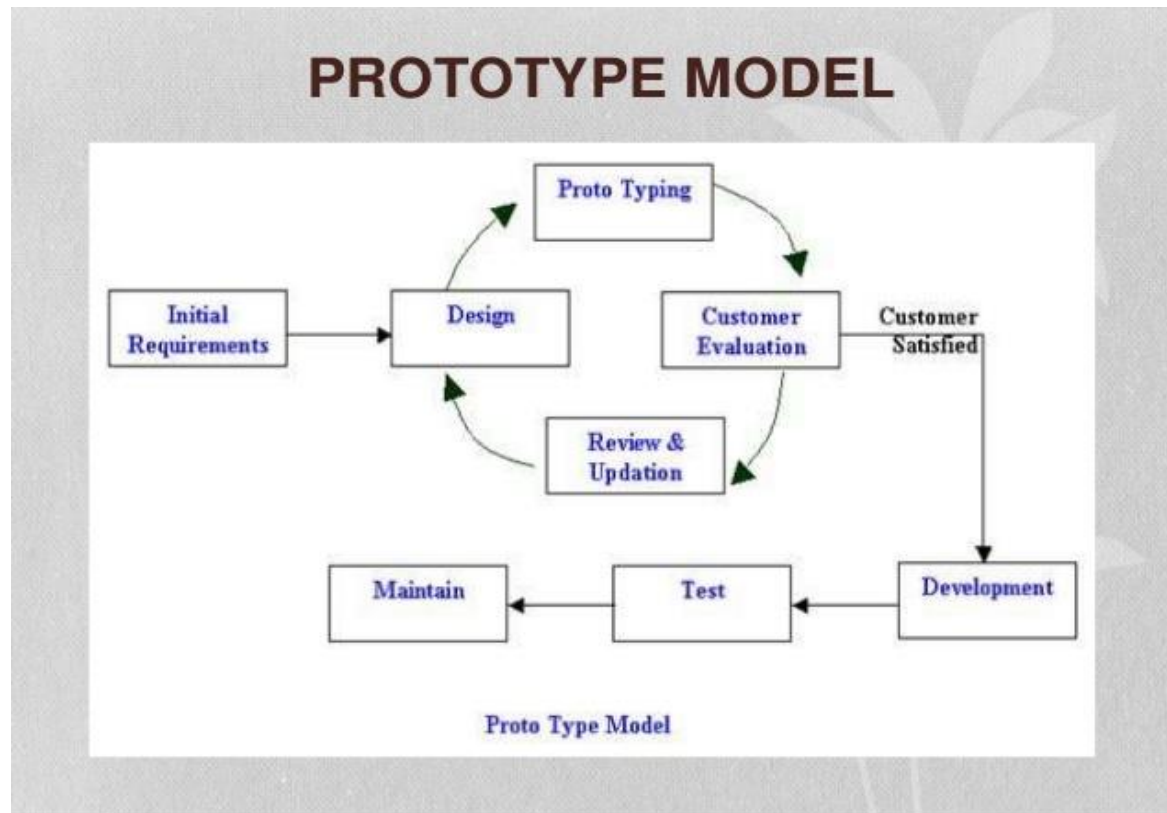 PROTOTYPE MODEL
Proto Typing
Initial
Requirements
Design
Customer
Evaluation
Customer
Satisfied
Review &
Updation
Maintain
Test
Development
Proto Type Model